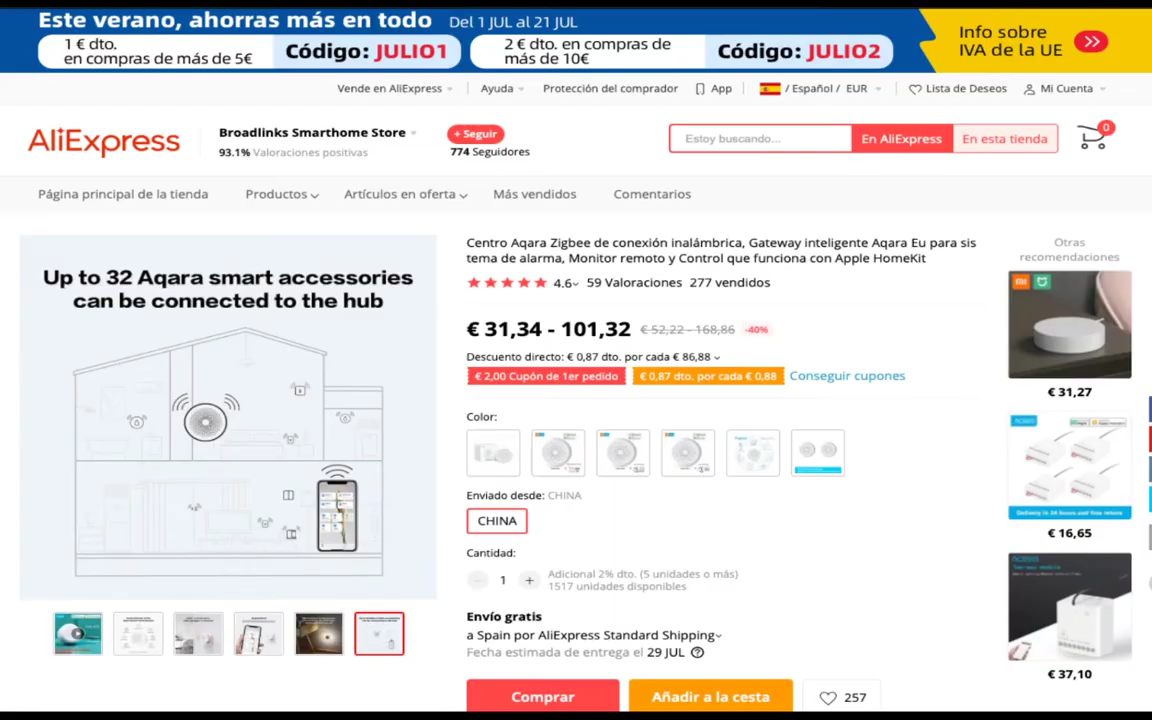 Este verano, ahorras más en todo Del 1 JUL al 21 JUL
1 € dto.
en compras de más de 5€
Código: JULIO1
2 € dto. en compras de
más de 10€
Código: JULIO2
Info sobre
IVA de la UE
Vende en AliExpress Ayuda Protección del comprador App / Español / EUR Lista de Deseos Mi Cuenta
AliExpress
Broadlinks Smarthome Store
93.1% Valoraciones positivas
+ Seguir
774 Seguidores
Estoy buscando... En AliExpress En esta tienda
0
Página principal de la tienda Productos Artículos en oferta Más vendidos Comentarios
Up to 32 Aqara smart accessories
can be connected to the hub
Centro Aqara Zigbee de conexión inalámbrica, Gateway inteligente Aqara Eu para sis
tema de alarma, Monitor remoto y Control que funciona con Apple HomeKit
4.6 59 Valoraciones 277 vendidos
€ 31,34 - 101,32 € 52,22 - 168,86 -40%
Descuento directo: € 0,87 dto. por cada € 86,88
€ 2,00 Cupón de 1er pedido € 0,87 dto. por cada € 0,88 Conseguir cupones
Color:
Enviado desde: CHINA
CHINA
Cantidad:
1
Adicional 2% dto. (5 unidades o más)
1517 unidades disponibles
Envío gratis
a Spain por AliExpress Standard Shipping
Fecha estimada de entrega el 29 JUL
Comprar Añadir a la cesta 257
Otras
recomendaciones
€ 31,27
Delivery in 24 hours and free return
€ 16,65
€ 37,10